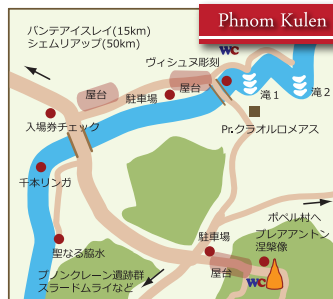 Phnom Kulen
バンテアイスレイ(15km)
シェムリアップ(50km)
WC
ヴィシュヌ彫刻
屋台
駐車場
屋台
滝1
滝2
入場券チェック
Pr.クラオルロメアス
千本リンガ
ポペル村へ
聖なる脇水
駐車場
プレアアントン
涅槃像
屋台
WC
プノンクレーン遺跡群
スラードムライなど